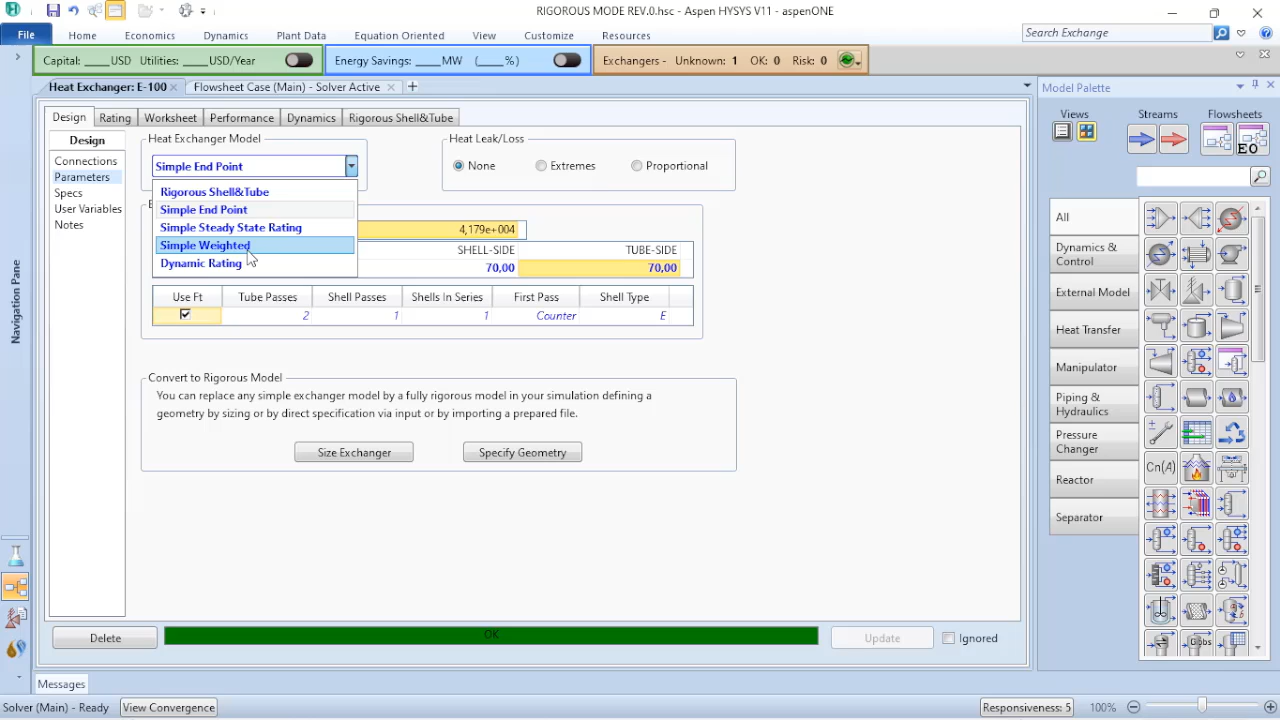 RIGOROUS MODE REV.0.hsc - Aspen HYSYS V11 - aspenONE
File Home Economics Dynamics Plant Data Equation Oriented View Customize Resources Search Exchange
Capital: ____USD Utilities: ____USD/Year Energy Savings: ____MW (____%) Exchangers - Unknown: 1 OK: 0 Risk: 0
Heat Exchanger: E-100 Flowsheet Case (Main) - Solver Active
Model Palette
Design Rating Worksheet Performance Dynamics Rigorous Shell&Tube
Design
Connections
Parameters
Specs
User Variables
Notes
Heat Exchanger Model
Simple End Point
Rigorous Shell&Tube
Simple End Point
Simple Steady State Rating
Simple Weighted
Dynamic Rating
Heat Leak/Loss
None Extremes Proportional
4,179e+004
SHELL-SIDE TUBE-SIDE
70,00 70,00
Use Ft Tube Passes Shell Passes Shells In Series First Pass Shell Type
2 1 1 Counter E
Convert to Rigorous Model
You can replace any simple exchanger model by a fully rigorous model in your simulation defining a
geometry by sizing or by direct specification via input or by importing a prepared file.
Size Exchanger Specify Geometry
Delete OK Update Ignored
Navigation Pane
Views Streams Flowsheets
EO
All
Dynamics &
Control
External Model
Heat Transfer
Manipulator
Piping &
Hydraulics
Pressure
Changer
Reactor
Separator
Cn(A)
Gibbs
Messages
Solver (Main) - Ready View Convergence Responsiveness: 5 100%